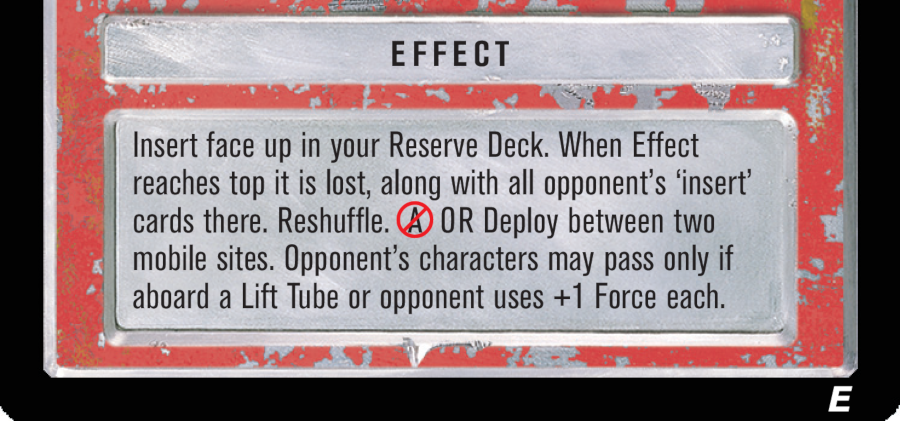 EFFECT
Insert face up in your Reserve Deck. When Effect
reaches top it is lost, along with all opponent's ‘insert’
cards there. Reshuffle. A OR Deploy between two
mobile sites. Opponent's characters may pass only if
aboard a Lift Tube or opponent uses +1 Force each.
E